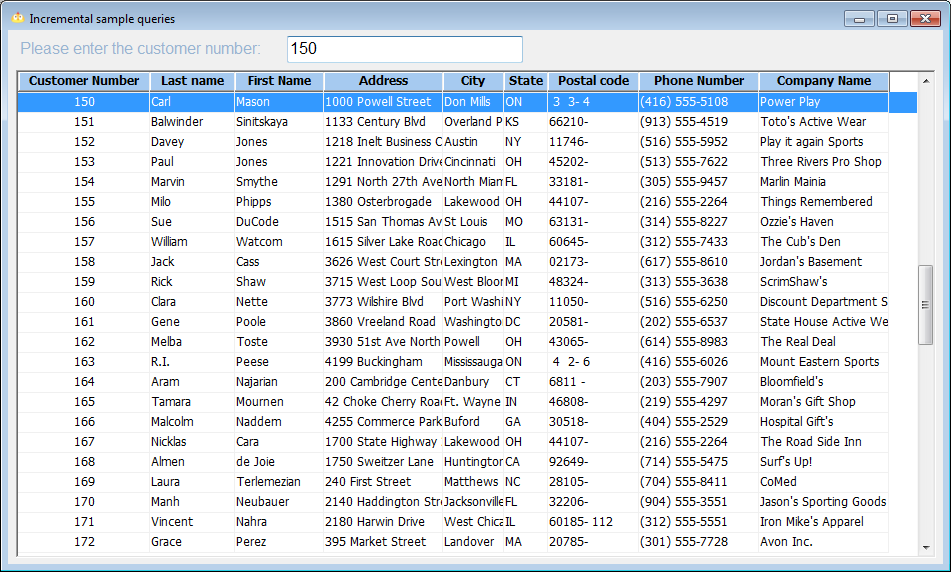 Incremental sample queries
Please enter the customer number: 150
Customer Number Last name First Name Address City State Postal code Phone Number Company Name
150 Carl Mason 1000 Powell Street Don Mills ON 3 3- 4 (416) 555-5108 Power Play
151 Balwinder Sinitskaya 1133 Century Blvd Overland P KS 66210- (913) 555-4519 Toto's Active Wear
152 Davey Jones 1218 Inelt Business C Austin NY 11746- (516) 555-5952 Play it again Sports
153 Paul Jones 1221 Innovation Drive Cincinnati OH 45202- (513) 555-7622 Three Rivers Pro Shop
154 Marvin Smythe 1291 North 27th Ave North Miam FL 33181- (305) 555-9457 Marlin Mainia
155 Milo Phipps 1380 Osterbrogade Lakewood OH 44107- (216) 555-2264 Things Remembered
156 Sue DuCode 1515 San Thomas Av St Louis MO 63131- (314) 555-8227 Ozzie's Haven
157 William Watcom 1615 Silver Lake Road Chicago IL 60645- (312) 555-7433 The Cub's Den
158 Jack Cass 3626 West Court Stre Lexington MA 02173- (617) 555-8610 Jordan's Basement
159 Rick Shaw 3715 West Loop Sou West Bloom MI 48324- (313) 555-3638 ScrimShaw's
160 Clara Nette 3773 Wilshire Blvd Port Washi NY 11050- (516) 555-6250 Discount Department S
161 Gene Poole 3860 Vreeland Road Washingto DC 20581- (202) 555-6537 State House Active We
162 Melba Toste 3930 51st Ave North Powell OH 43065- (614) 555-8983 The Real Deal
163 R.I. Peese 4199 Buckingham Mississauga ON 4 2- 6 (416) 555-6026 Mount Eastern Sports
164 Aram Najarian 200 Cambridge Cente Danbury CT 6811 - (203) 555-7907 Bloomfield's
165 Tamara Mournen 42 Choke Cherry Road Ft. Wayne IN 46808- (219) 555-4297 Moran's Gift Shop
166 Malcolm Naddem 4255 Commerce Park Buford GA 30518- (404) 555-2529 Hospital Gift's
167 Nicklas Cara 1700 State Highway Lakewood OH 44107- (216) 555-2264 The Road Side Inn
168 Almen de Joie 1750 Sweitzer Lane Huntington CA 92649- (714) 555-5475 Surf's Up!
169 Laura Terlemezian 240 First Street Matthews NC 28105- (704) 555-8411 CoMed
170 Manh Neubauer 2140 Haddington Stre Jacksonville FL 32206- (904) 555-3551 Jason's Sporting Goods
171 Vincent Nahra 2180 Harwin Drive West Chica IL 60185- 112 (312) 555-5551 Iron Mike's Apparel
172 Grace Perez 395 Market Street Landover MA 20785- (301) 555-7728 Avon Inc.